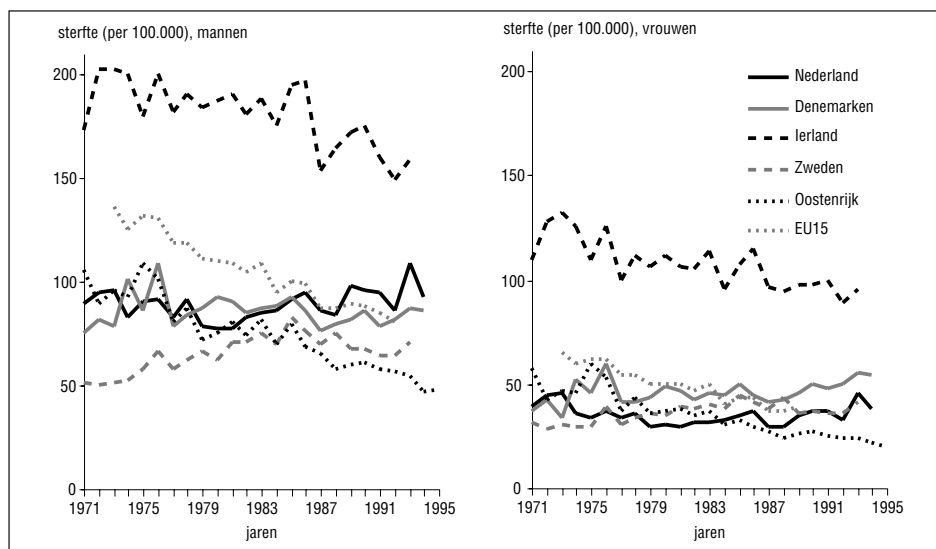 sterfte (per 100.000), mannen
200
150
100
50
0
1971 1975 1979 1983 1987 1991 1995
jaren
sterfte (per 100.000), vrouwen
200
150
100
50
0
1971 1975 1979 1983 1987 1991 1995
jaren
Nederland
Denemarken
Ierland
Zweden
Oostenrijk
EU15